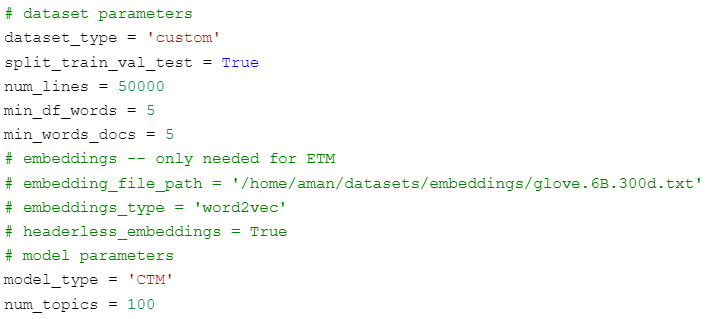 # dataset parameters
dataset_type = 'custom'
split_train_val_test = True
num_lines = 50000
min_df_words = 5
min_words_docs = 5
# embeddings -- only needed for ETM
# embedding_file_path = '/home/aman/datasets/embeddings/glove.6B.300d.txt'
# embeddings_type = 'word2vec'
# headerless_embeddings = True
# model parameters
model_type = 'CTM'
num_topics = 100